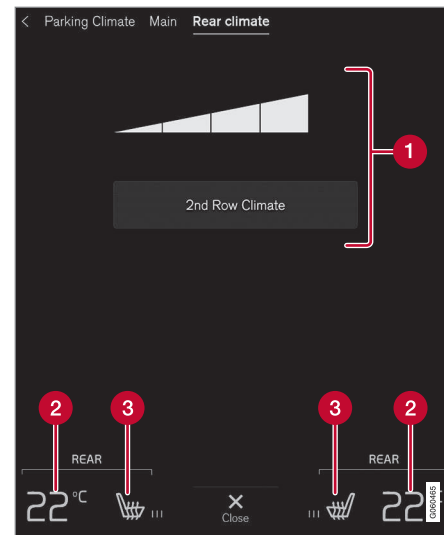 < Parking Climate Main Rear climate
1
2nd Row Climate
2 3 3 2
REAR REAR
22 °C 22
Close
G060465